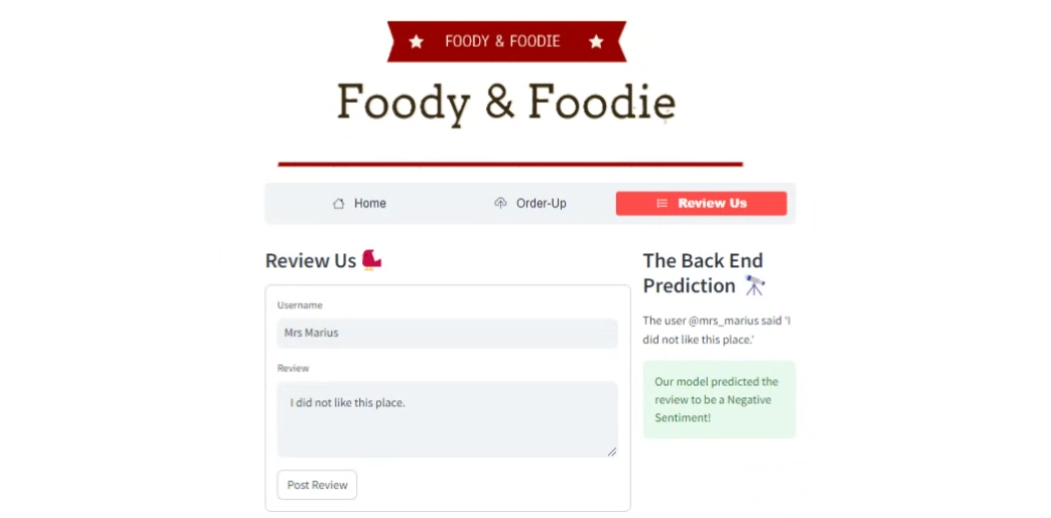 FOODY & FOODIE
Foody & Foodie
Home
Order-Up
Review Us
Review Us
Username
Mrs Marius
Review
I did not like this place.
Post Review
The Back End
Prediction
The user @mrs_marius said 'I
did not like this place.'
Our model predicted the
review to be a Negative
Sentiment!